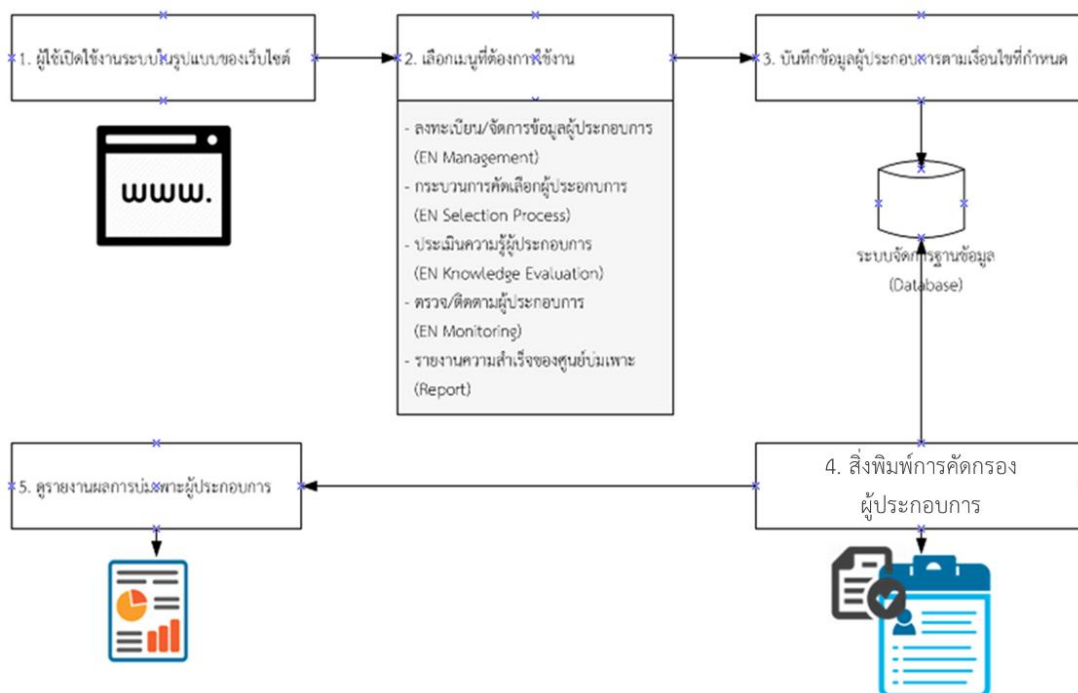 1. ผู้ใช้เปิดใช้งานระบบในรูปแบบของเว็บไซต์
2. เลือกเมนูที่ต้องการใช้งาน
3. บันทึกข้อมูลผู้ประกอบการตามเงื่อนไขที่กำหนด
www.
- ลงทะเบียน/จัดการข้อมูลผู้ประกอบการ
(EN Management)
- กระบวนการคัดเลือกผู้ประอกบการ
(EN Selection Process)
- ประเมินความรู้ผู้ประกอบการ
(EN Knowledge Evaluation)
- ตรวจ/ติดตามผู้ประกอบการ
(EN Monitoring)
- รายงานความสำเร็จของศูนย์บ่มเพาะ
(Report)
ระบบจัดการฐานข้อมูล
(Database)
4. สิ่งพิมพ์การคัดกรอง
ผู้ประกอบการ
5. ดูรายงานผลการบ่มเพาะผู้ประกอบการ